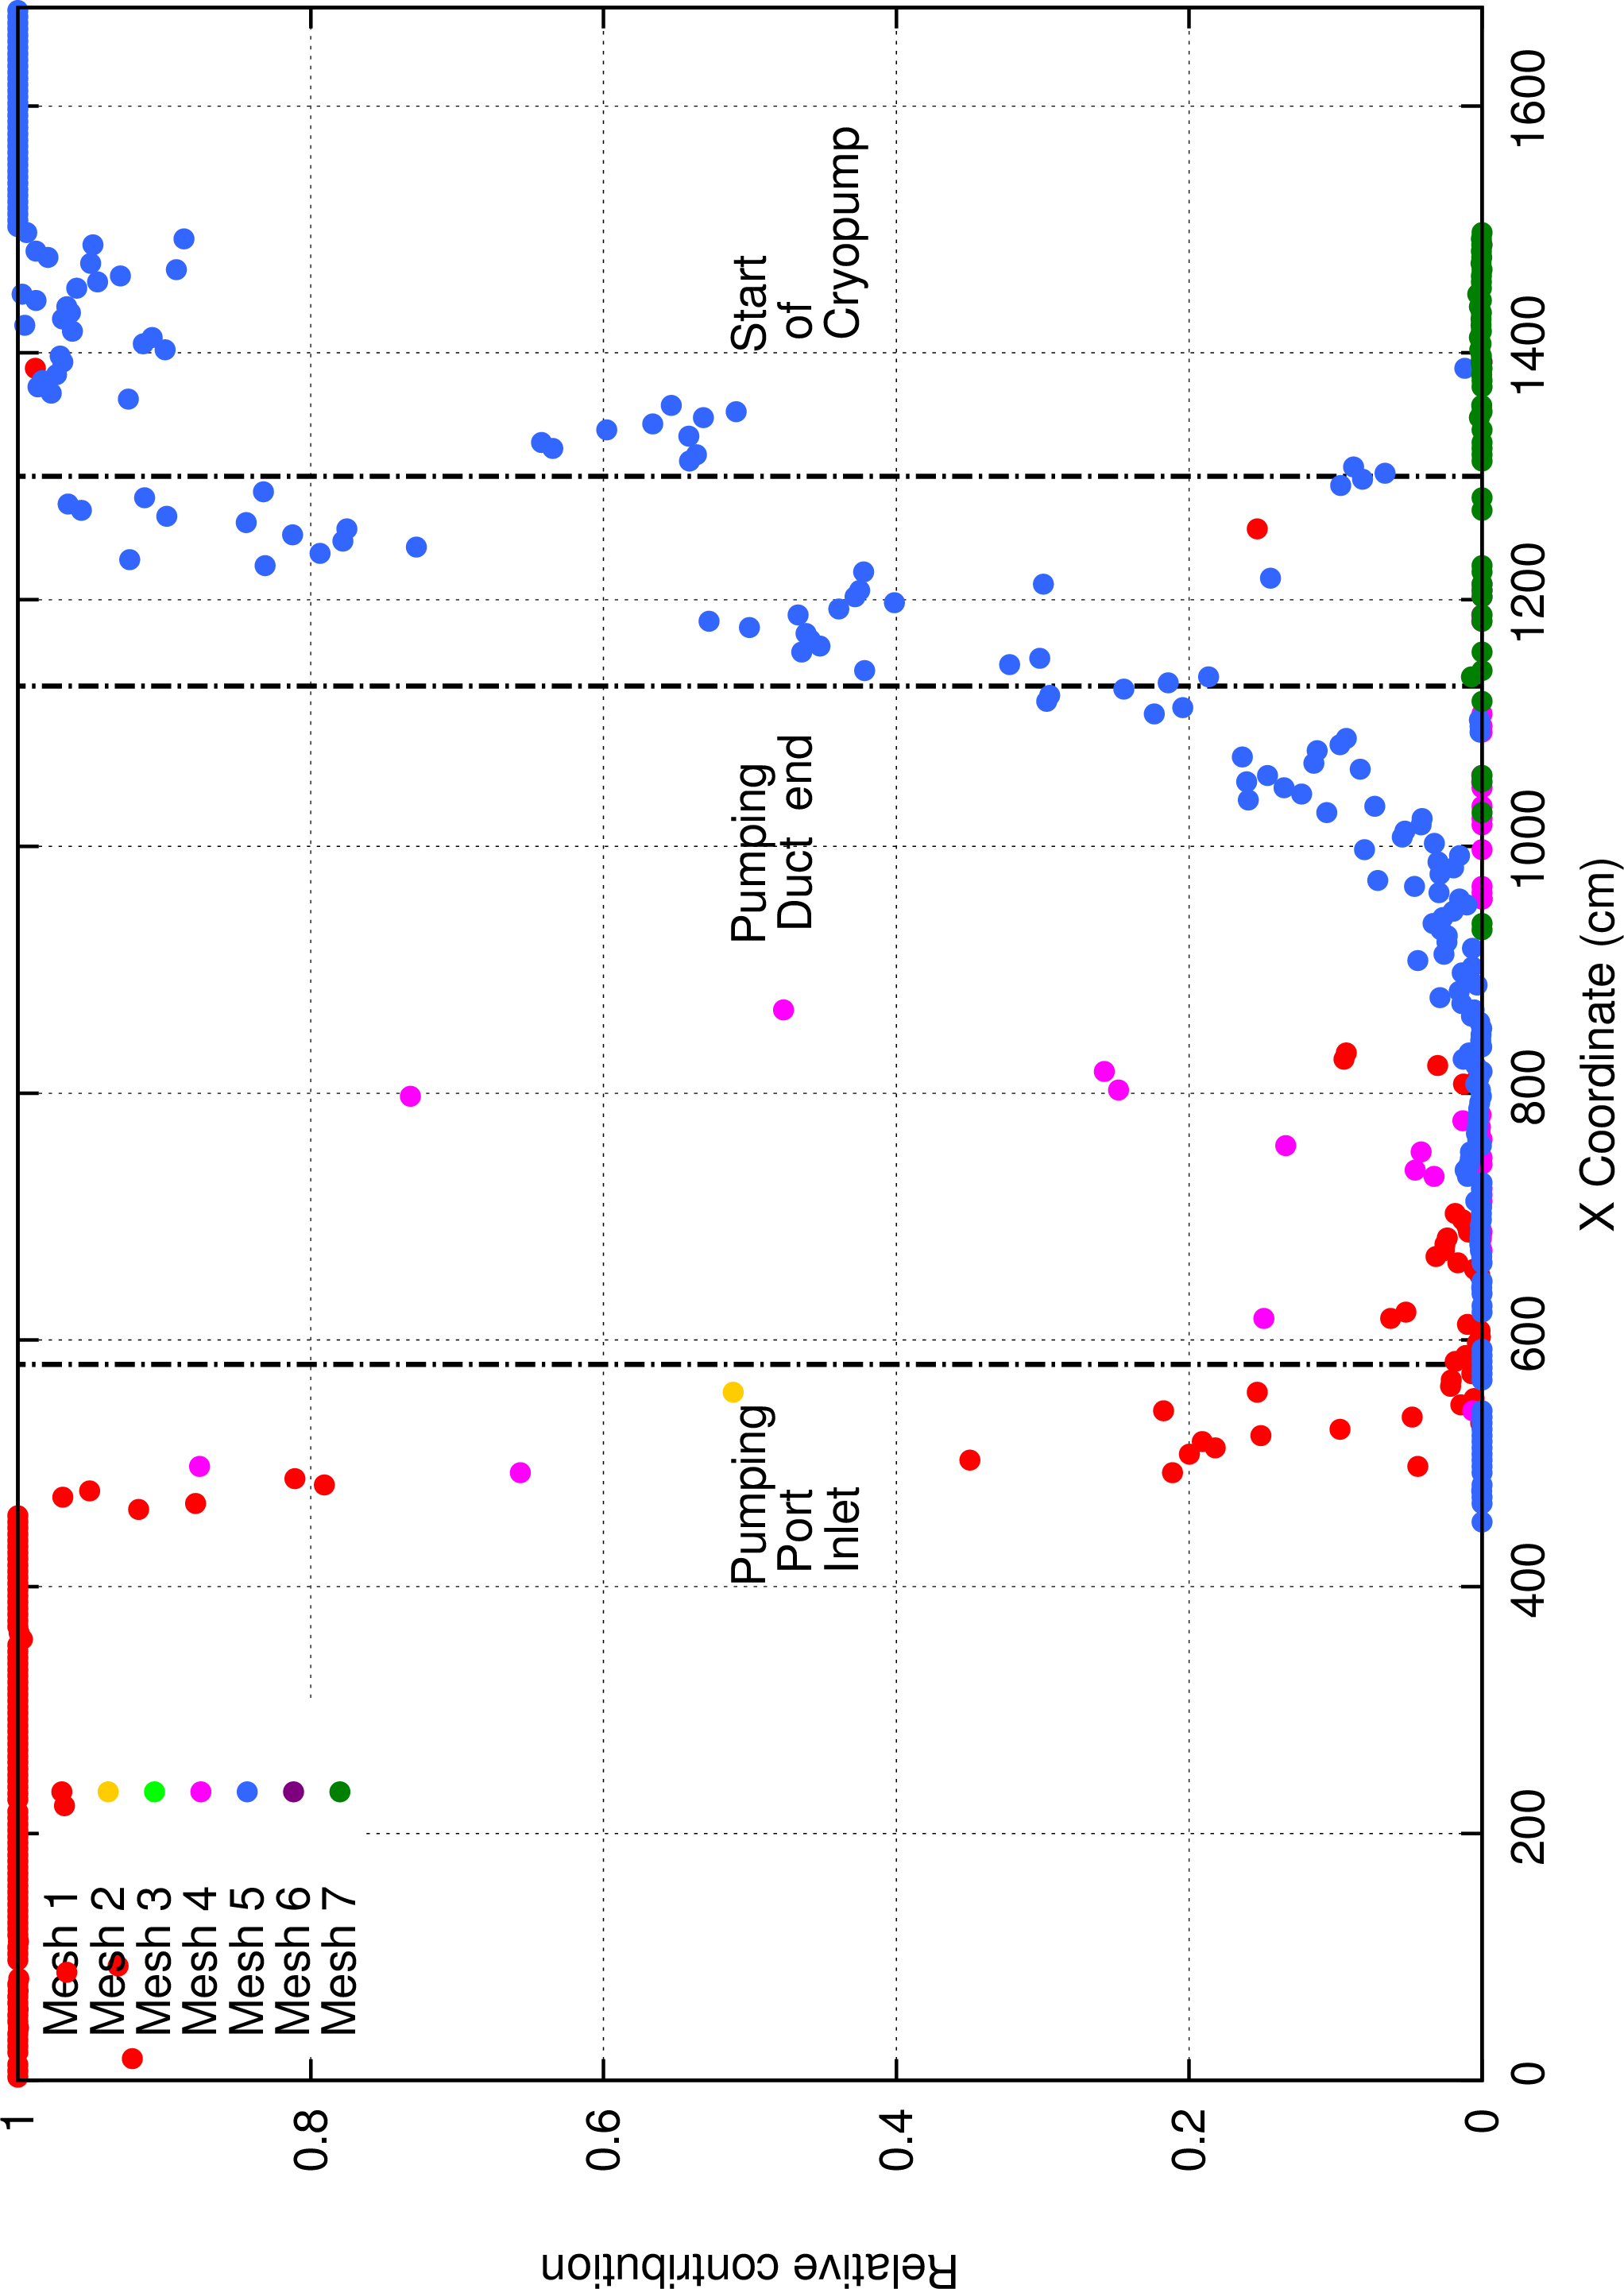 1
0.8
0.6
0.4
0.2
0
Relative contribution
Mesh 1
Mesh 2
Mesh 3
Mesh 4
Mesh 5
Mesh 6
Mesh 7
Pumping
Port
Inlet
Pumping
Duct end
Start
of
Cryopump
0
200
400
600
800
1000
1200
1400
1600
X Coordinate (cm)